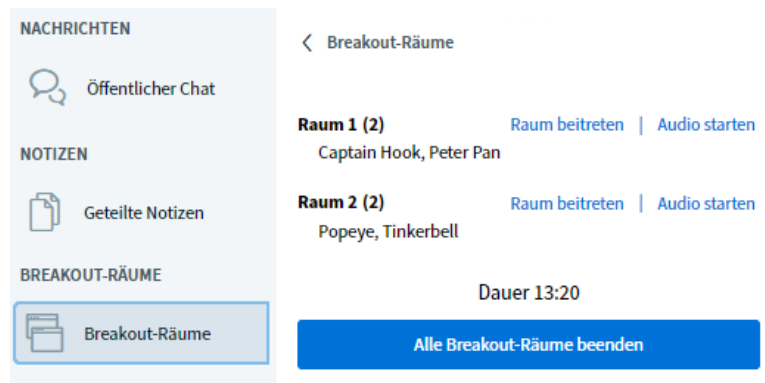 NACHRICHTEN
Öffentlicher Chat
NOTIZEN
Geteilte Notizen
BREAKOUT-RÄUME
Breakout-Räume
Breakout-Räume
Raum 1 (2) Raum beitreten | Audio starten
Captain Hook, Peter Pan
Raum 2 (2) Raum beitreten | Audio starten
Popeye, Tinkerbell
Dauer 13:20
Alle Breakout-Räume beenden